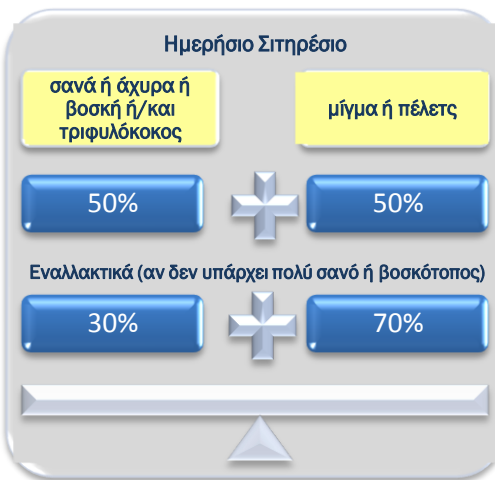 Ημερήσιο Σιτηρέσιο
σανά ή άχυρα ή
βοσκή ή/και
τριφυλόκοκος
μίγμα ή πέλετς
50%
50%
Εναλλακτικά (αν δεν υπάρχει πολύ σανό ή βοσκότοπος)
30%
70%